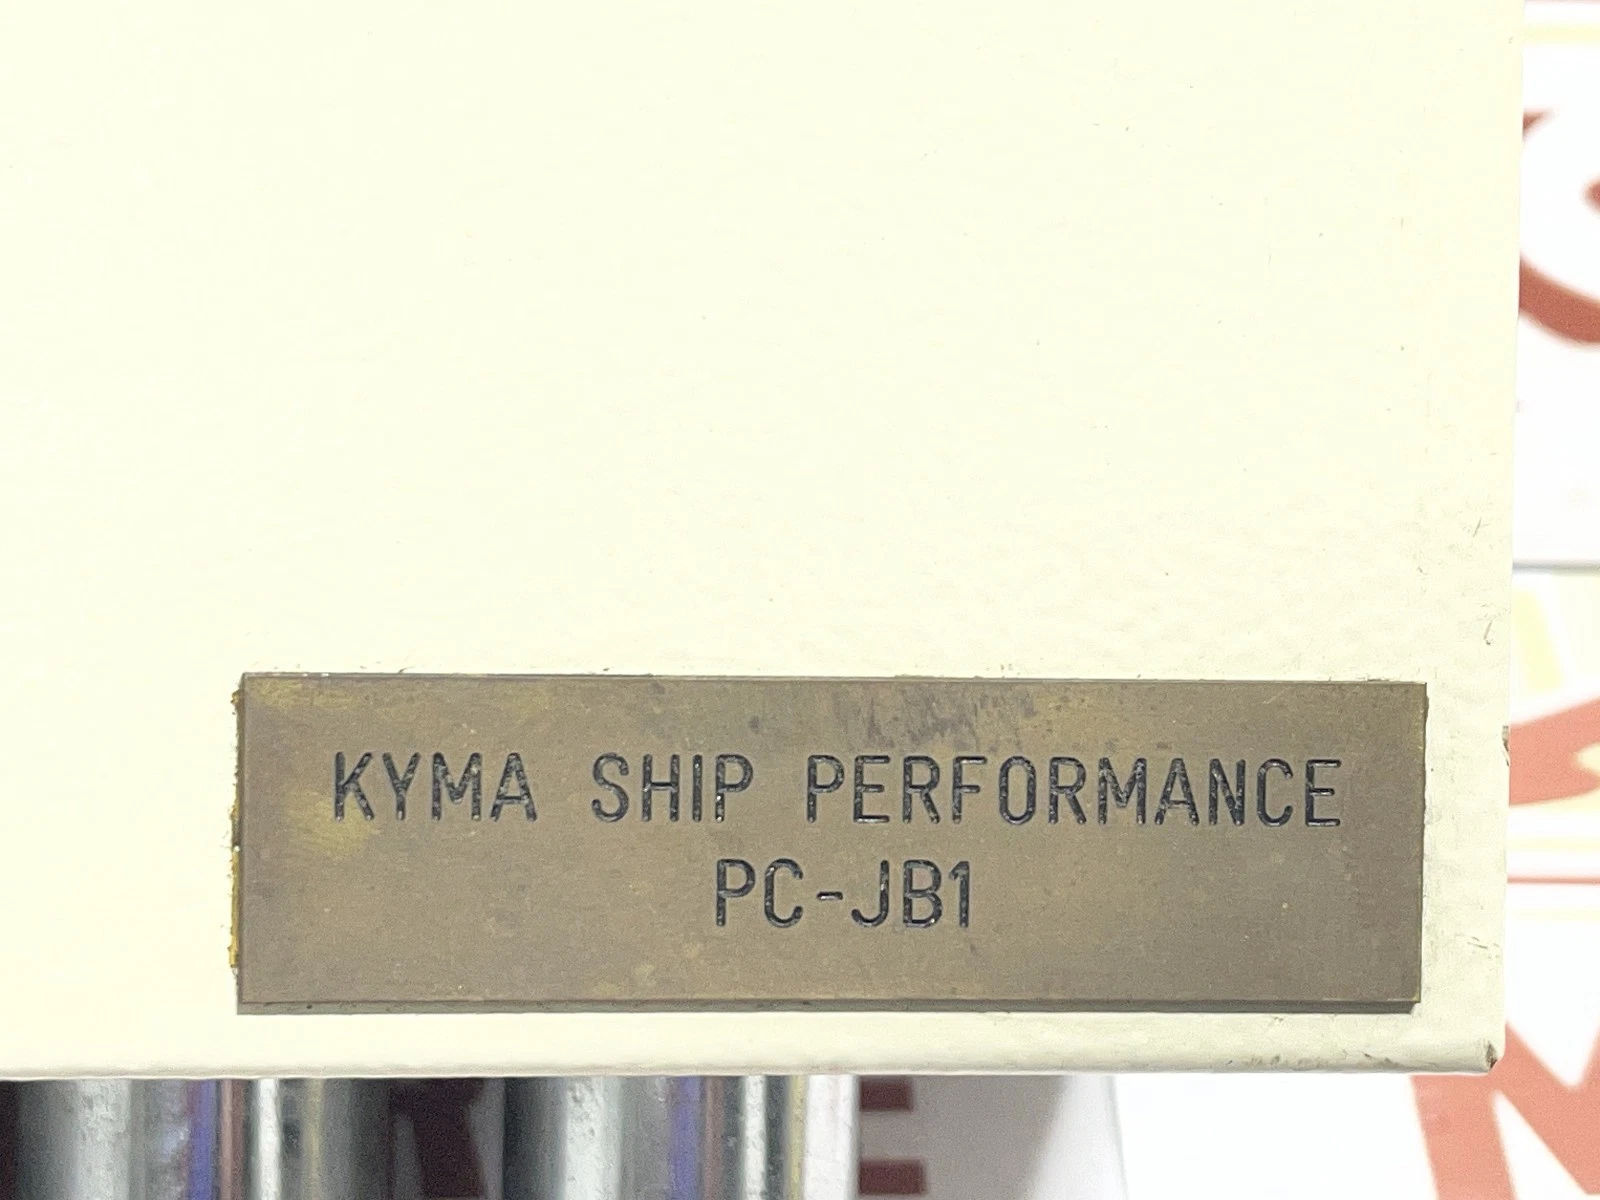 KYMA SHIP PERFORMANCE
PC-JB1